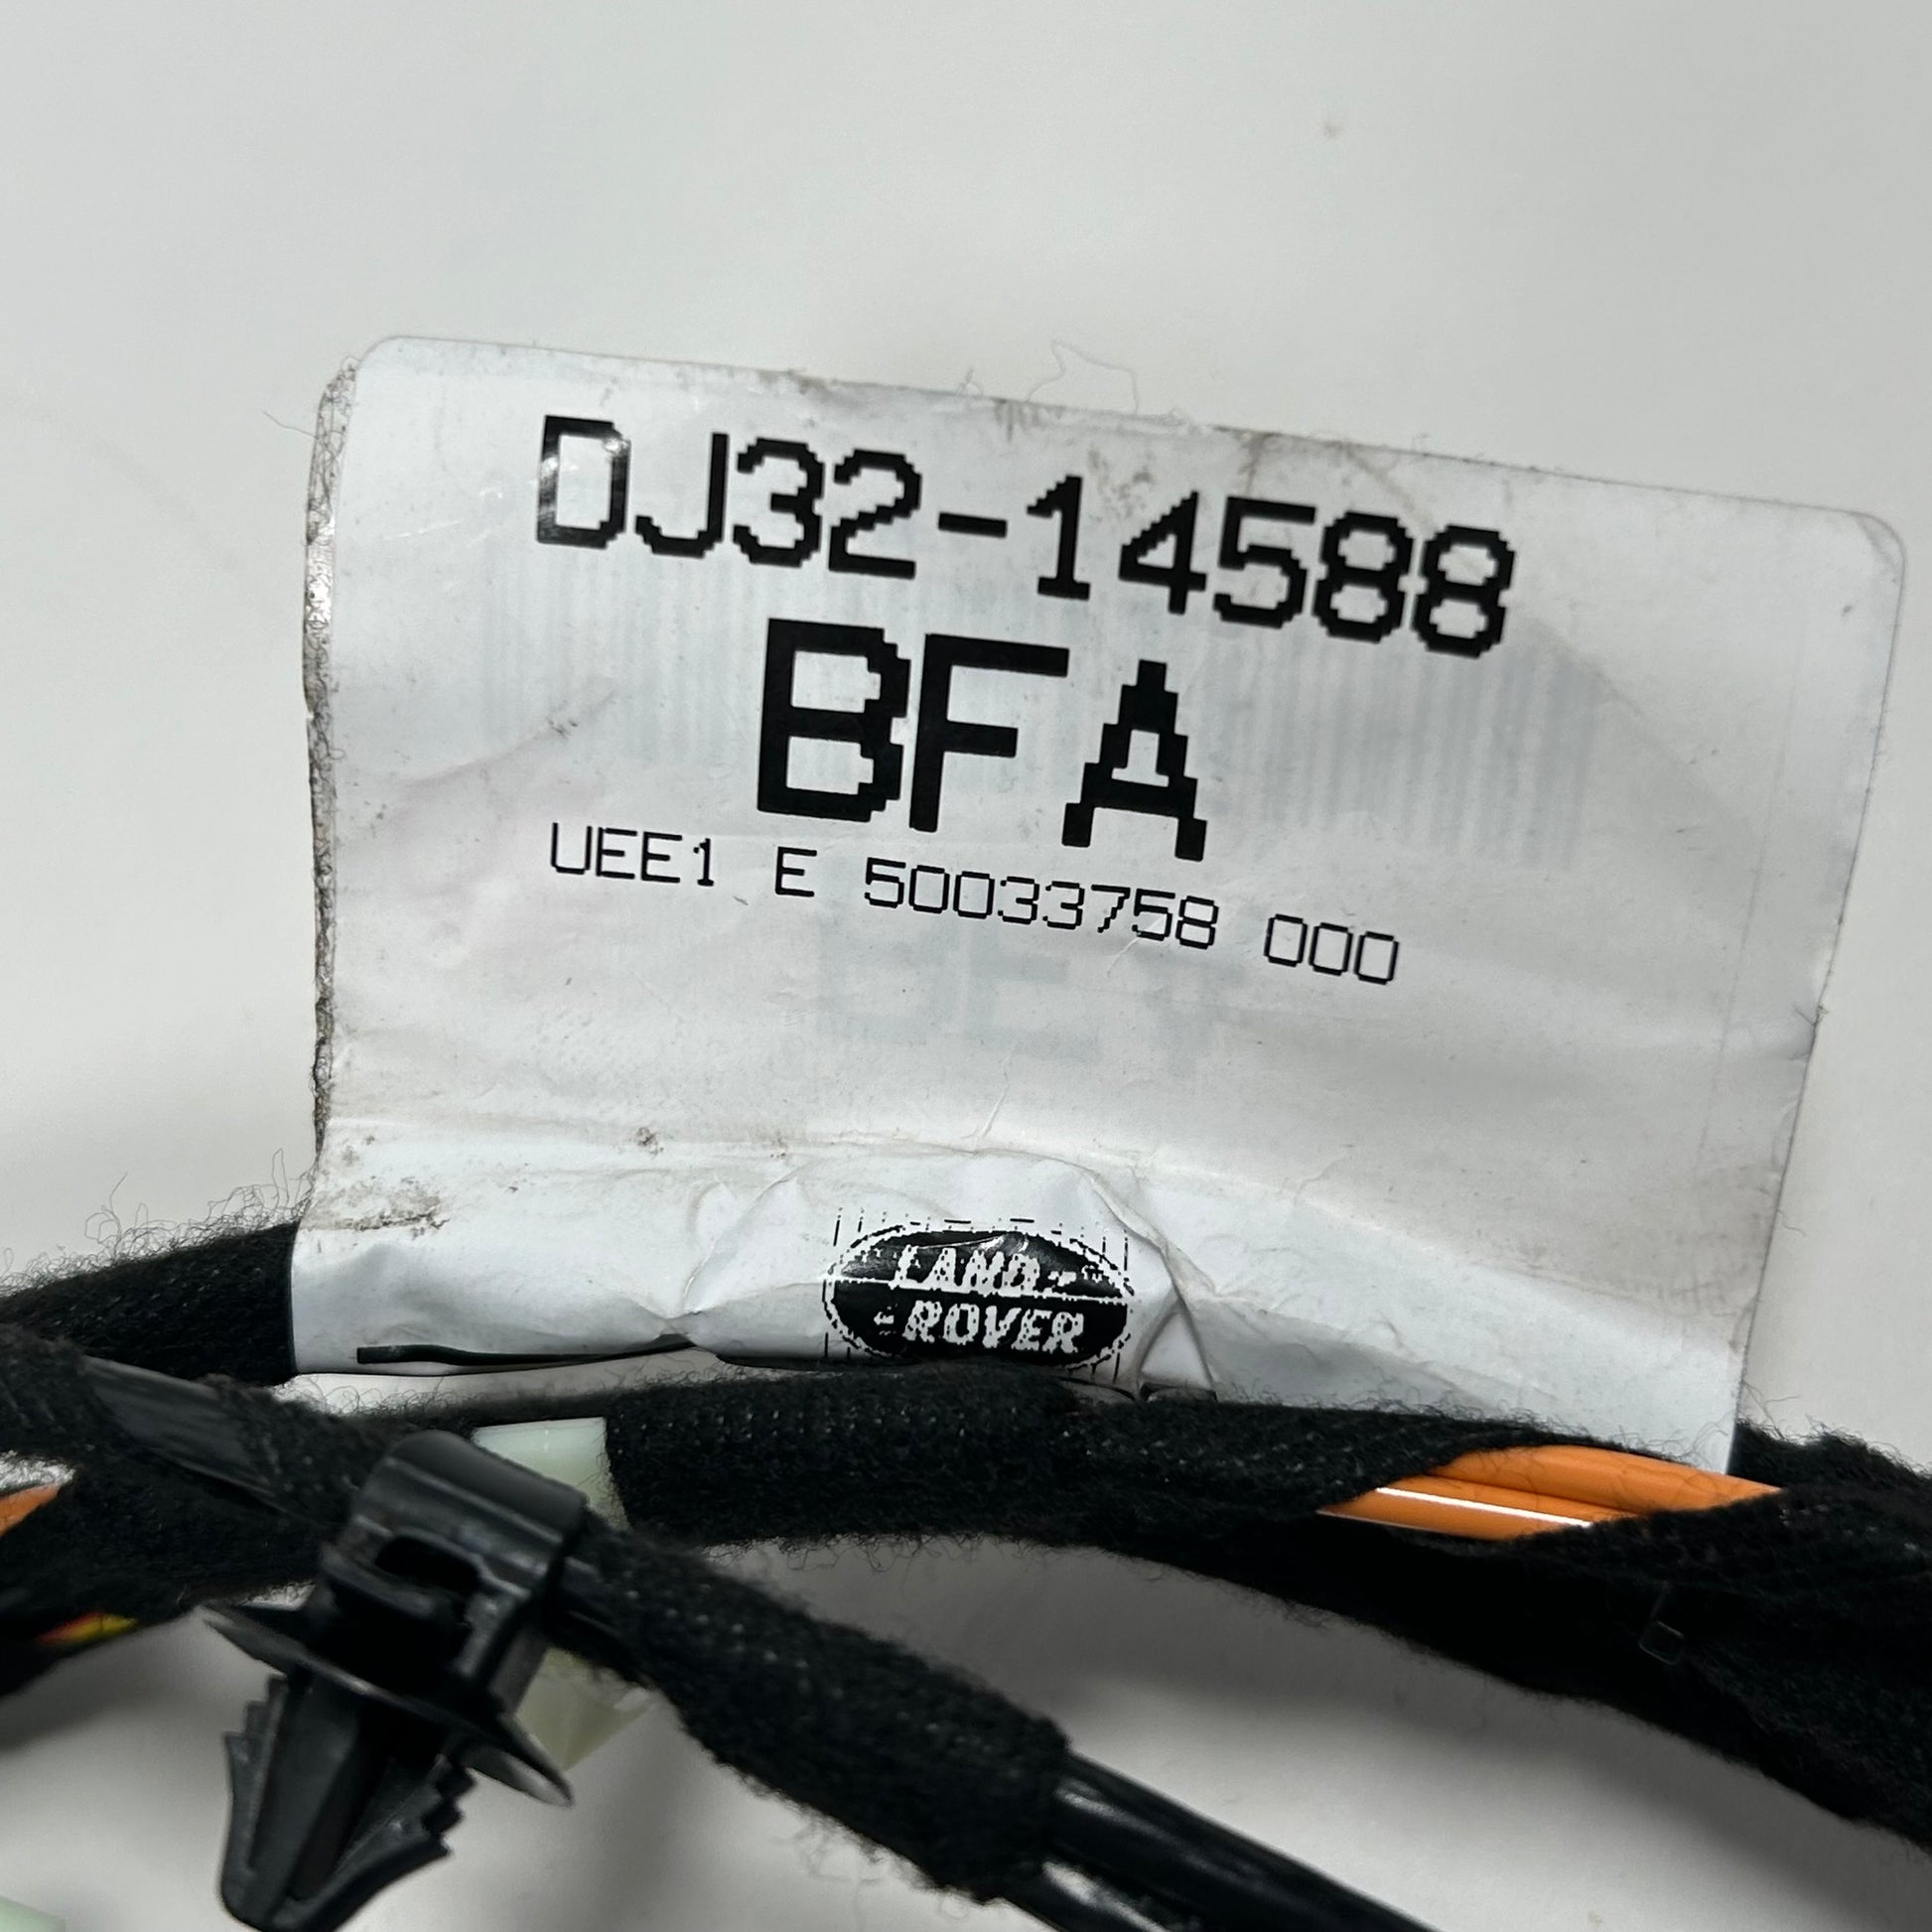 DJ32-14588
BFA
UEE1 E 50033758 000
LAND-
-ROVER